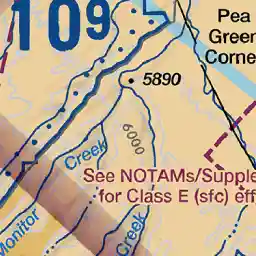 109
Pea
Green
Corne
5890
6000
Creek
See NOTAMs/Supple
for Class E (sfc) eff
Monitor
Creek